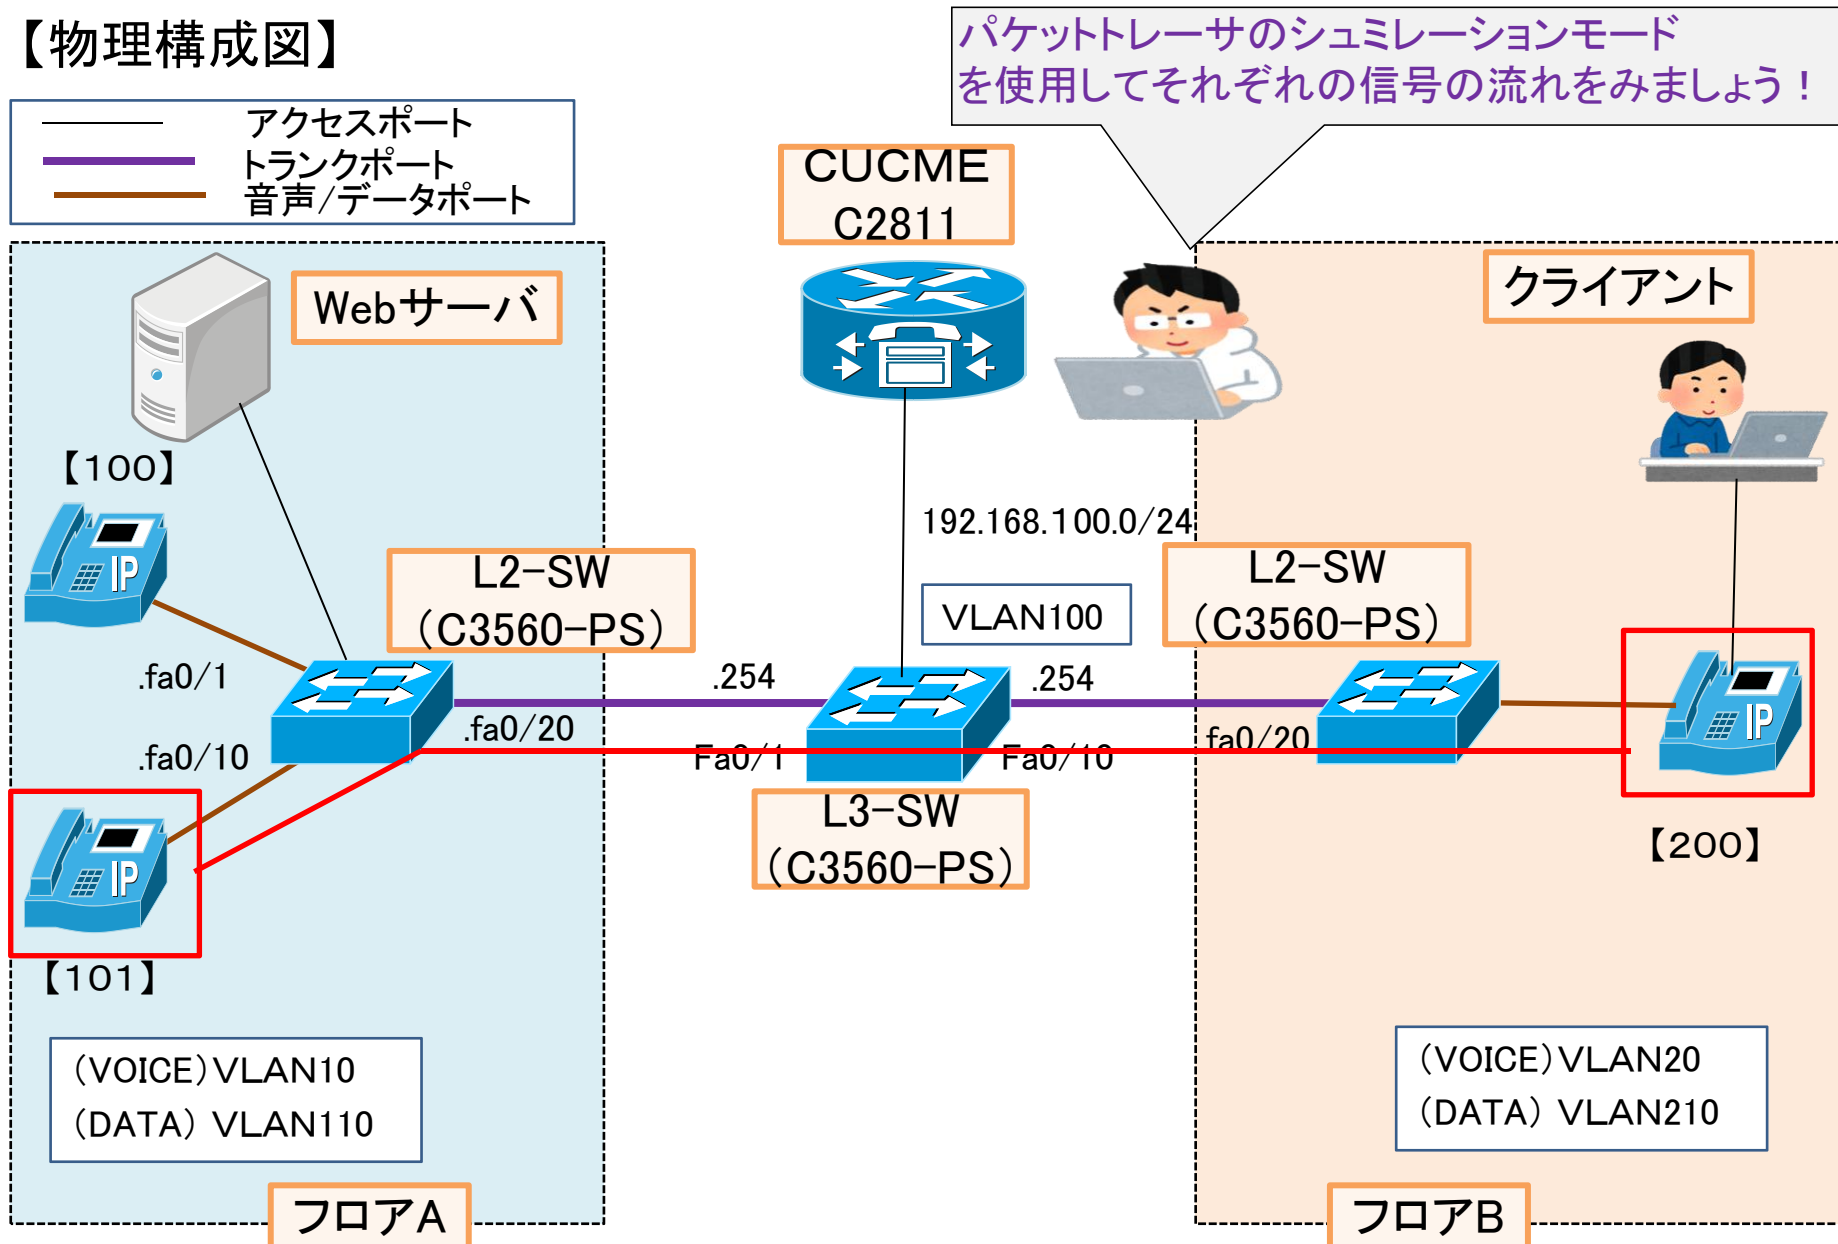 【物理構成図】
パケットトレーサのシュミレーションモード
を使用してそれぞれの信号の流れをみましょう！
アクセスポート
トランクポート
音声/データポート
CUCME
C2811
Webサーバ
クライアント
【100】
IP
192.168.100.0/24
L2-SW
（C3560-PS）
VLAN100
L2-SW
（C3560-PS）
.fa0/1
.254
.254
IP
.fa0/10
.fa0/20
Fa0/1
Fa0/10
fa0/20
L3-SW
（C3560-PS）
IP
【200】
【101】
（VOICE）VLAN10
（DATA） VLAN110
（VOICE）VLAN20
（DATA） VLAN210
フロアA
フロアB